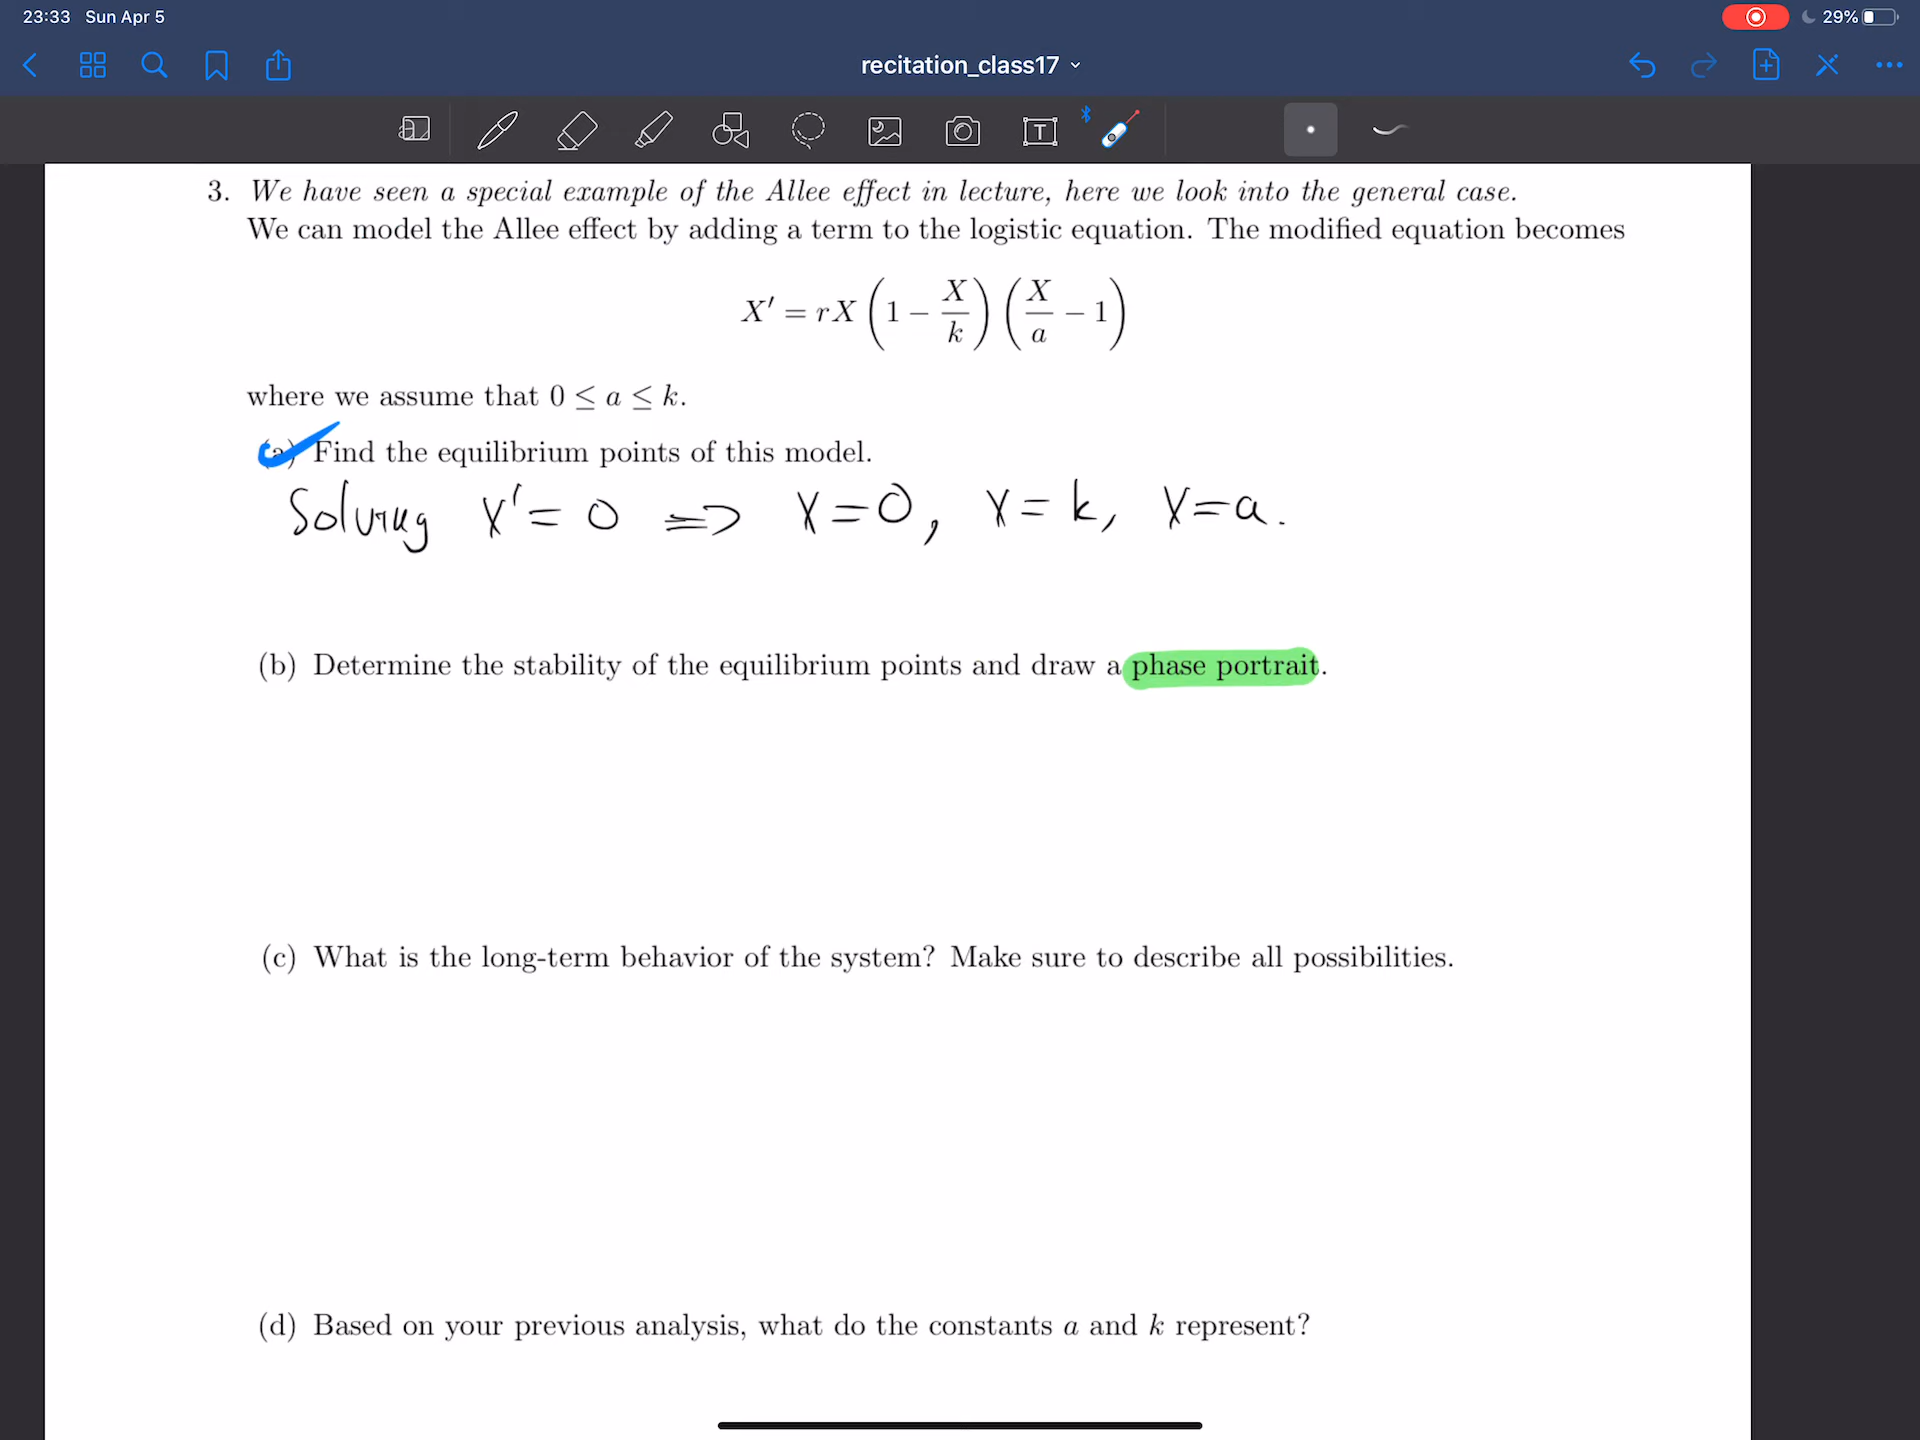 23:33 Sun Apr 5
29%
recitation_class17
3. We have seen a special example of the Allee effect in lecture, here we look into the general case.
We can model the Allee effect by adding a term to the logistic equation. The modified equation becomes
X' = rX (1 − X/k) (X/a − 1)
where we assume that 0 ≤ a ≤ k.
(a) Find the equilibrium points of this model.
Solving X' = 0 => X=0, X=k, X=a.
(b) Determine the stability of the equilibrium points and draw a phase portrait.
(c) What is the long-term behavior of the system? Make sure to describe all possibilities.
(d) Based on your previous analysis, what do the constants a and k represent?